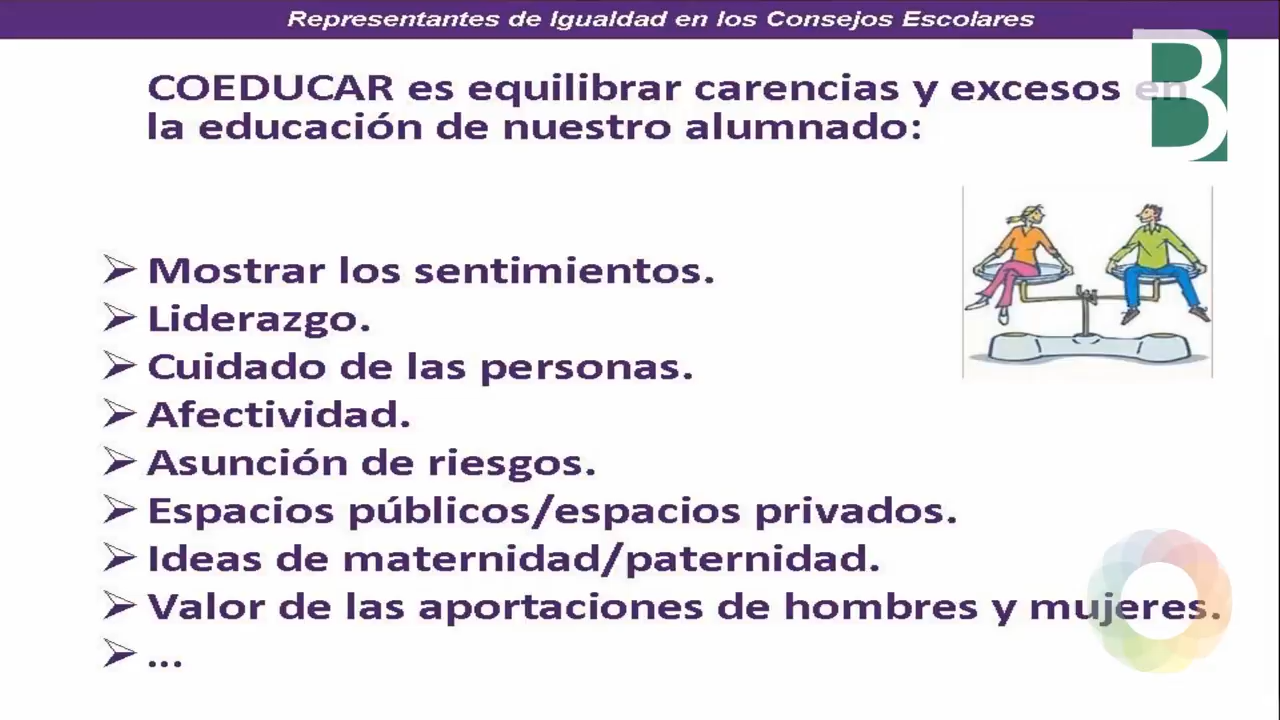 Representantes de Igualdad en los Consejos Escolares
B
COEDUCAR es equilibrar carencias y excesos en
la educación de nuestro alumnado:
Mostrar los sentimientos.
Liderazgo.
Cuidado de las personas.
Afectividad.
Asunción de riesgos.
Espacios públicos/espacios privados.
Ideas de maternidad/paternidad.
Valor de las aportaciones de hombres y mujeres.
...